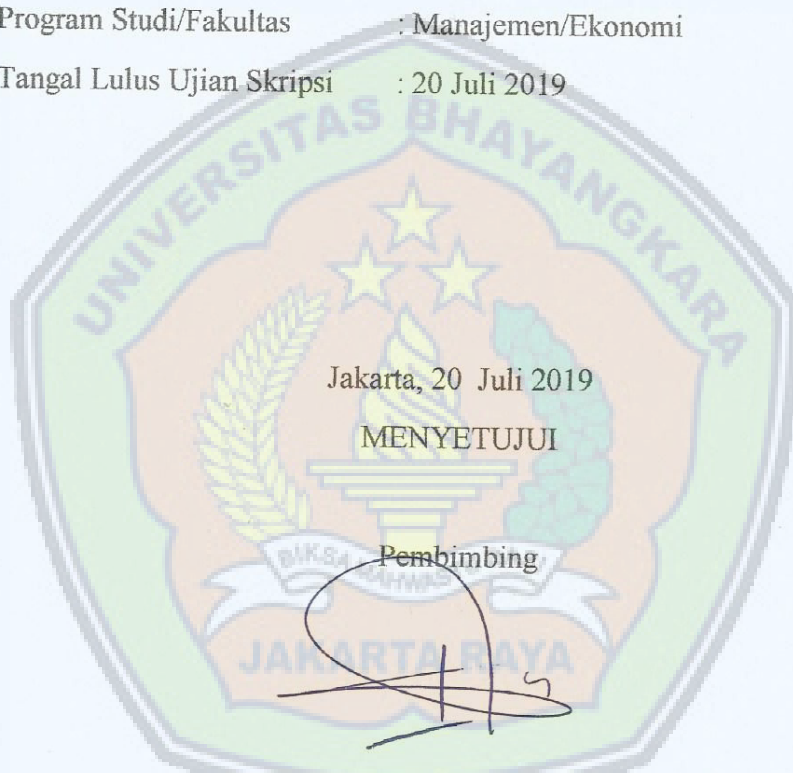 Program Studi/Fakultas : Manajemen/Ekonomi
Tangal Lulus Ujian Skripsi : 20 Juli 2019
UNIVERSITAS BHAYANGKARA
Jakarta, 20 Juli 2019
MENYETUJUI
Pembimbing
JAKARTA RAYA